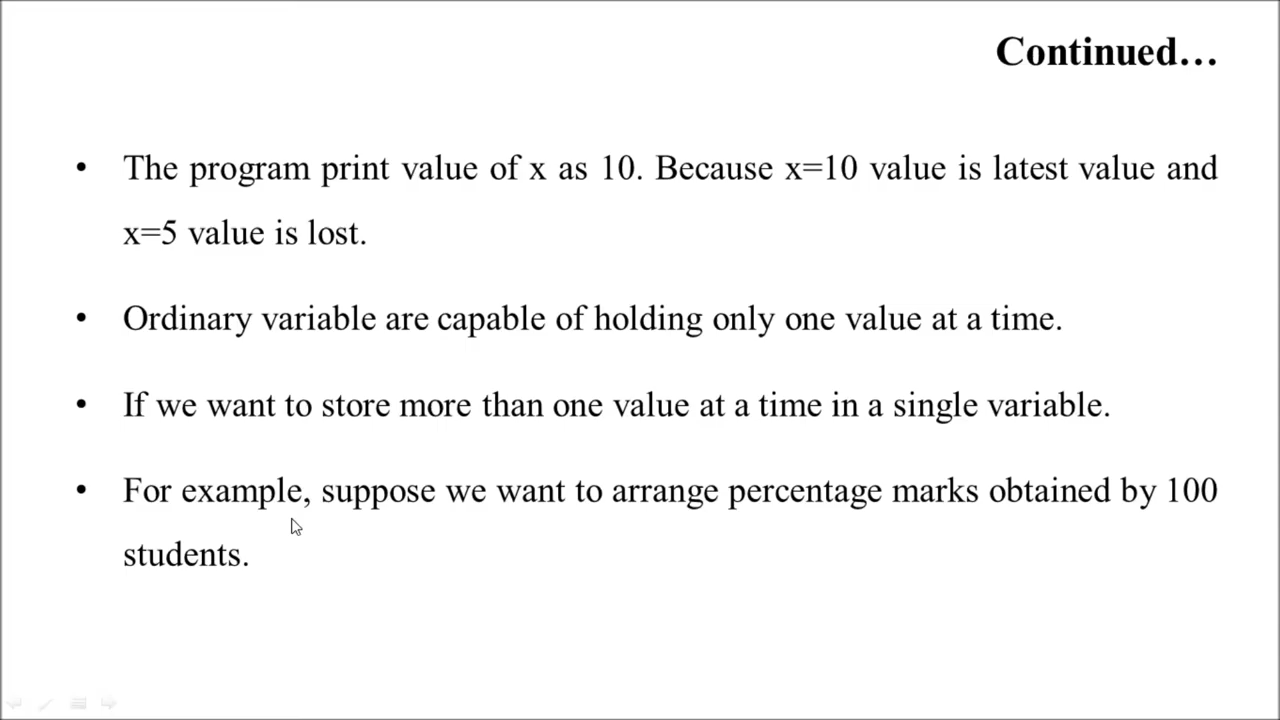 Continued…
• The program print value of x as 10. Because x=10 value is latest value and
x=5 value is lost.
• Ordinary variable are capable of holding only one value at a time.
• If we want to store more than one value at a time in a single variable.
• For example, suppose we want to arrange percentage marks obtained by 100
students.